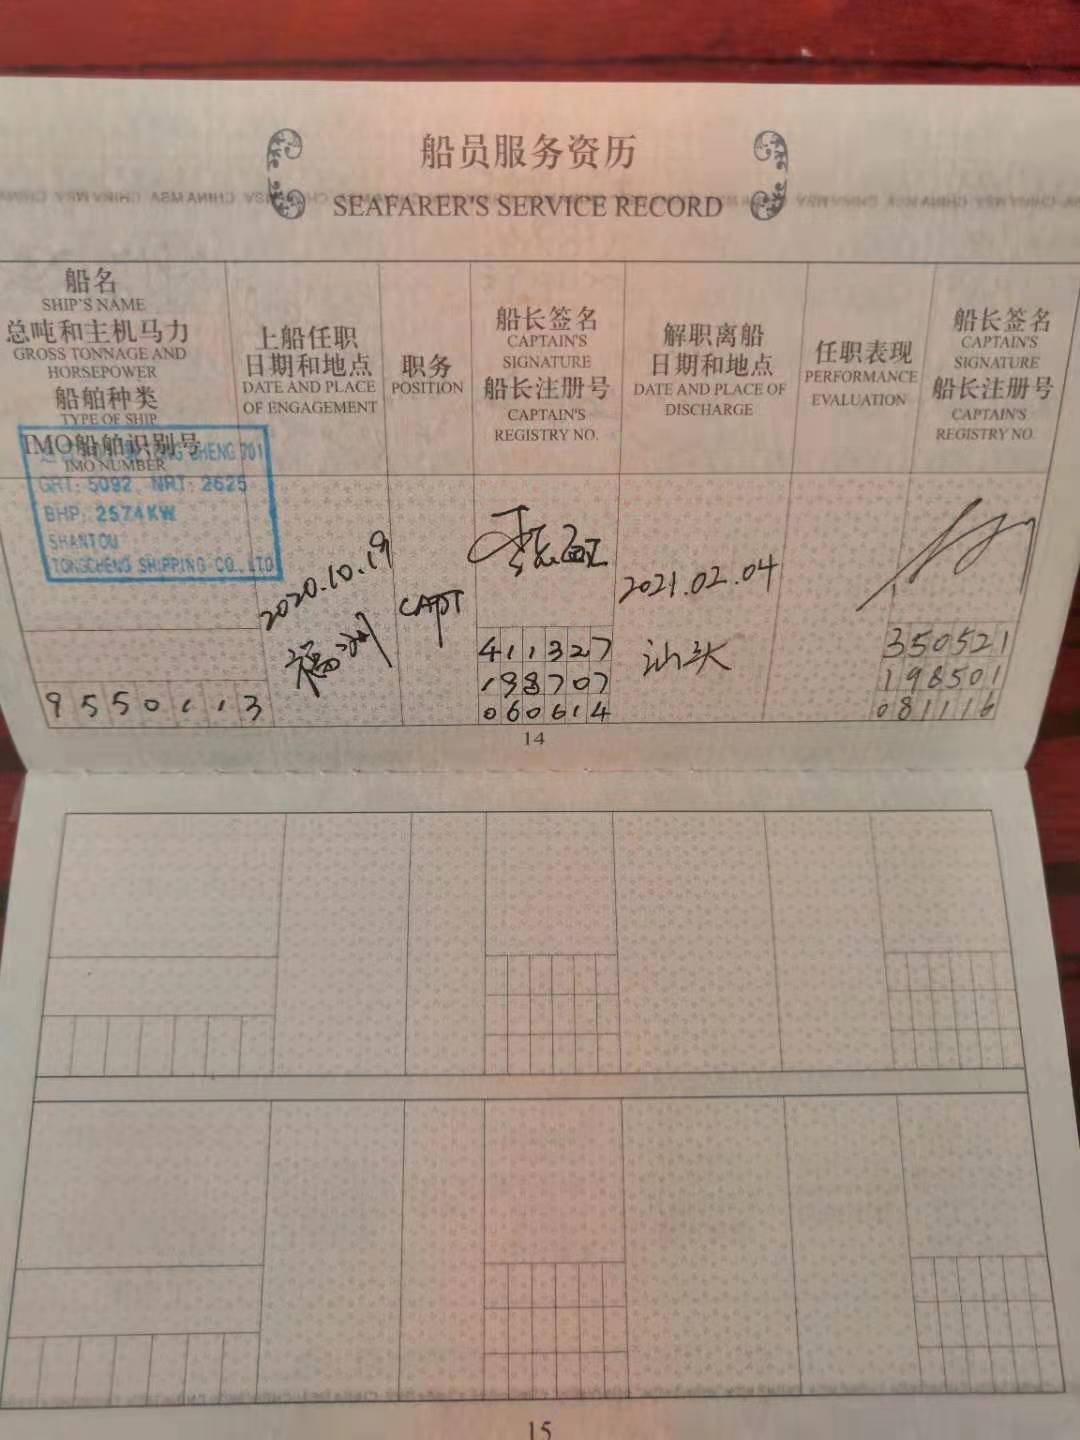 船员服务资历
SEAFARER'S SERVICE RECORD
船名
SHIP'S NAME
总吨和主机马力
GROSS TONNAGE AND
HORSEPOWER
船舶种类
TYPE OF SHIP
IMO船舶识别号
IMO NUMBER
上船任职
日期和地点
DATE AND PLACE
OF ENGAGEMENT
职务
POSITION
船长签名
CAPTAIN'S
SIGNATURE
船长注册号
CAPTAIN'S
REGISTRY NO.
解职离船
日期和地点
DATE AND PLACE OF
DISCHARGE
任职表现
PERFORMANCE
EVALUATION
船长签名
CAPTAIN'S
SIGNATURE
船长注册号
CAPTAIN'S
REGISTRY NO.
CHENG 701
GRT: 5092 NRT: 2625
BHP: 2574KW
SHANTOU
TONGCHENG SHIPPING CO., LTD
9550113
2020.10.19
福州
CAPT
411327
198707
060614
2021.02.04
汕头
350521
198501
081116
14
15